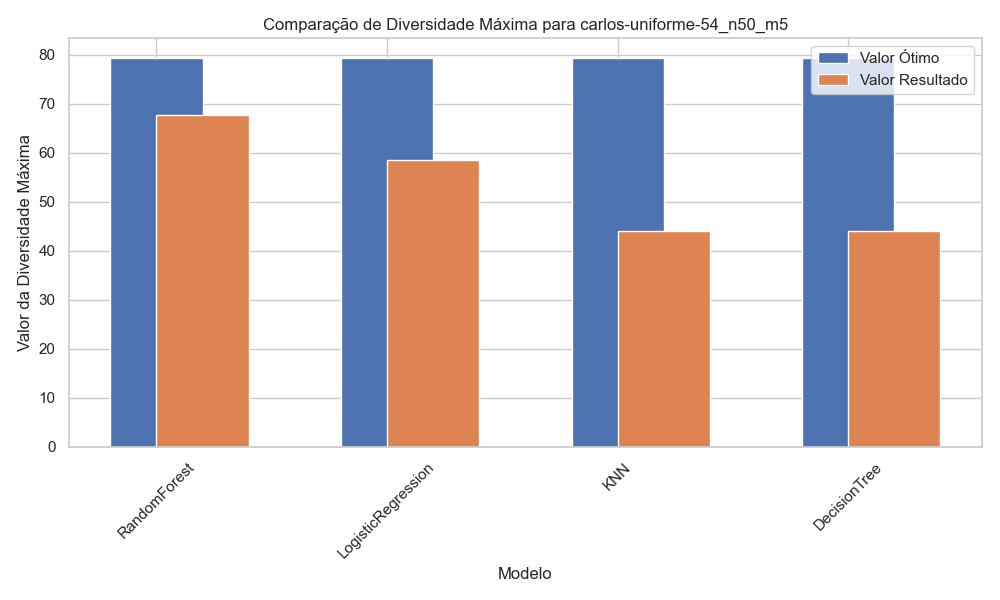 Comparação de Diversidade Máxima para carlos-uniforme-54_n50_m5
Valor Ótimo
Valor Resultado
Valor da Diversidade Máxima
80
70
60
50
40
30
20
10
0
RandomForest
LogisticRegression
KNN
DecisionTree
Modelo